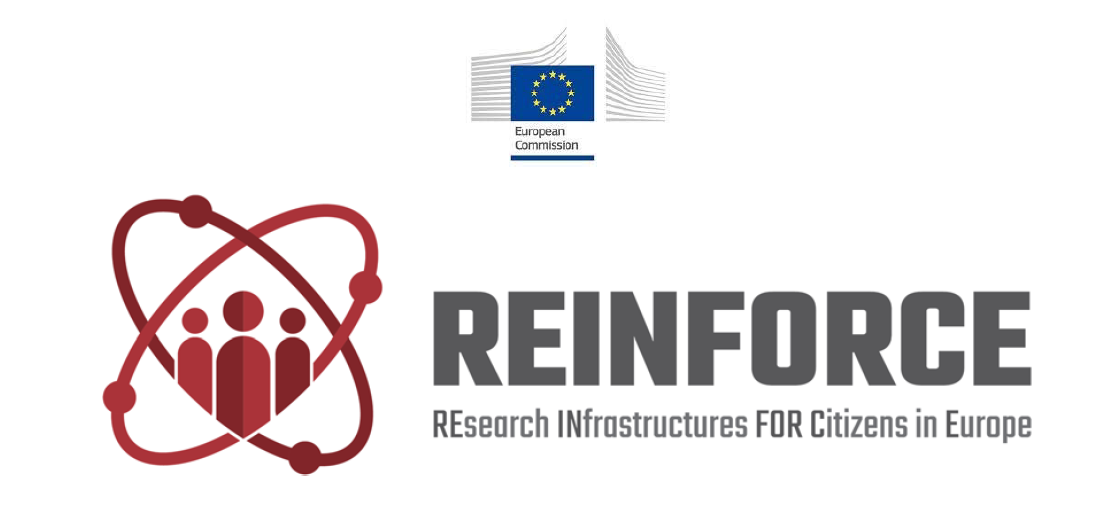 European
Commission
REINFORCE
REsearch INfrastructures FOR Citizens in Europe